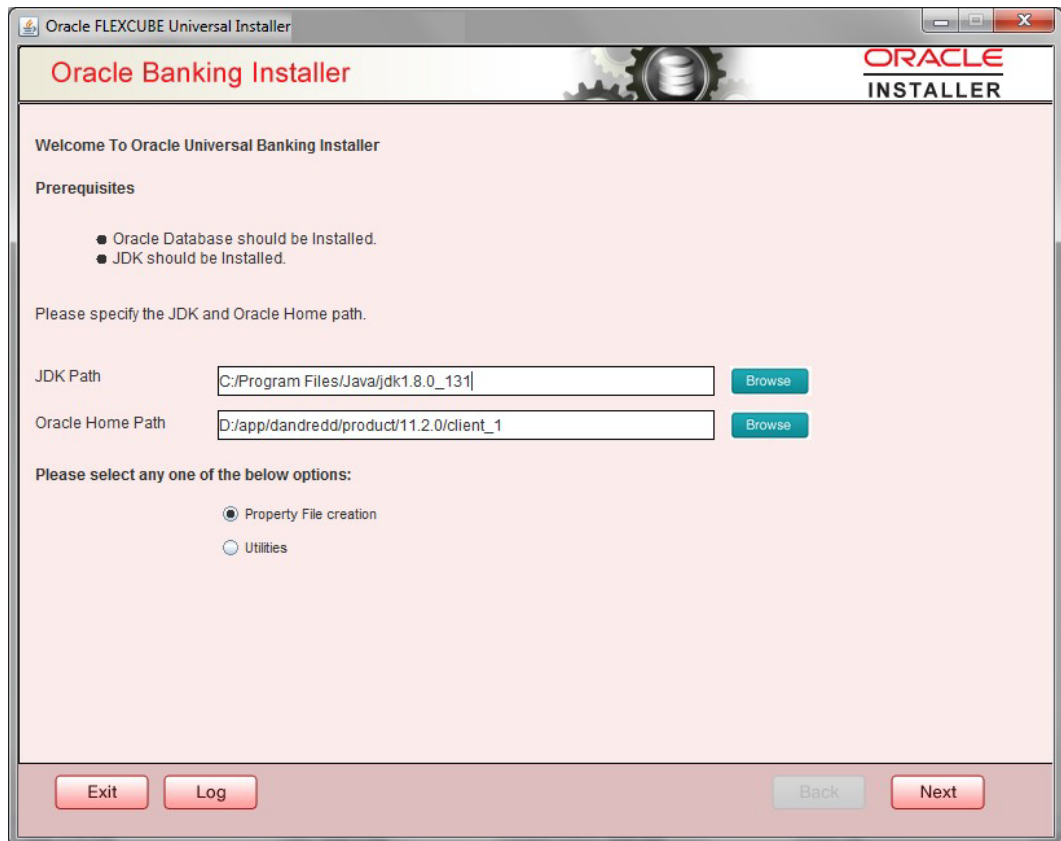 Oracle FLEXCUBE Universal Installer
Oracle Banking Installer
ORACLE
INSTALLER
Welcome To Oracle Universal Banking Installer
Prerequisites
Oracle Database should be Installed.
JDK should be Installed.
Please specify the JDK and Oracle Home path.
JDK Path C:/Program Files/Java/jdk1.8.0_131 Browse
Oracle Home Path D:/app/dandredd/product/11.2.0/client_1 Browse
Please select any one of the below options:
Property File creation
Utilities
Exit Log Back Next